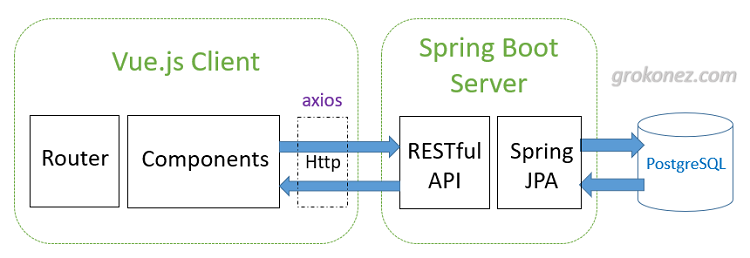 Vue.js Client
axios
Router
Components
Http
Spring Boot
Server
RESTful
API
Spring
JPA
grokonez.com
PostgreSQL